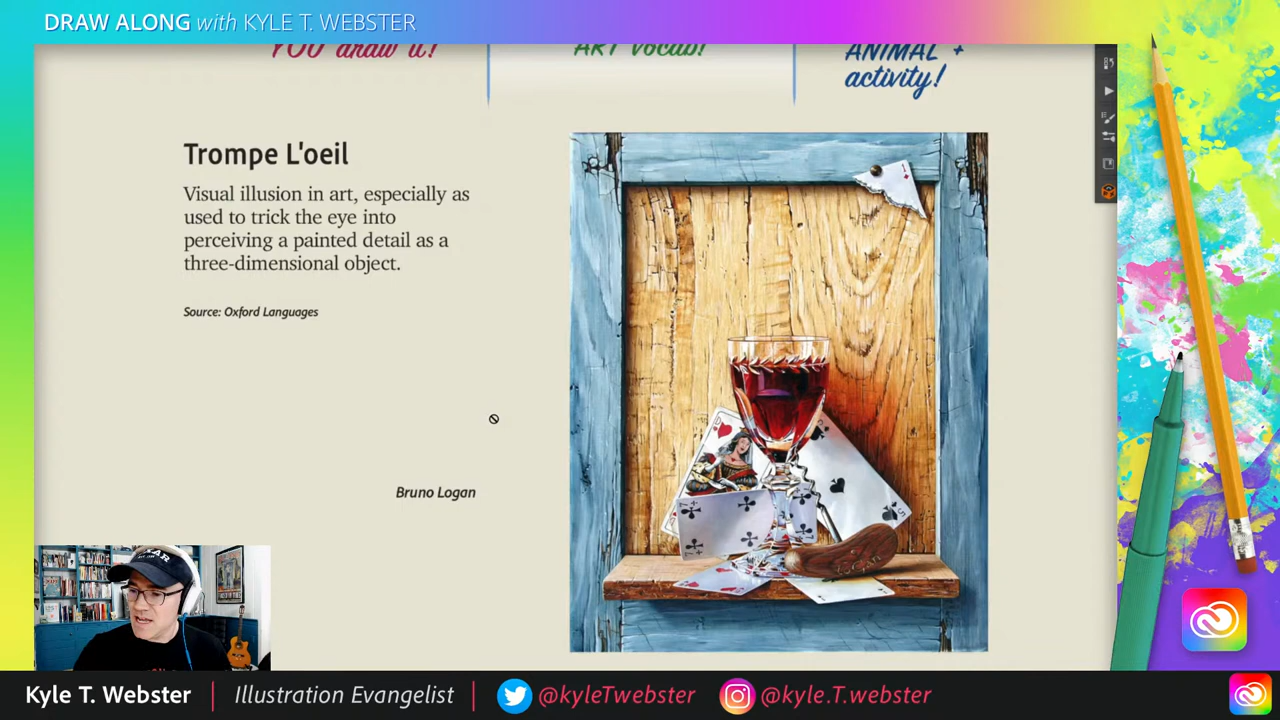 DRAW ALONG with KYLE T. WEBSTER
YOU draw it!
ART vocab!
ANIMAL +
activity!
Trompe L'oeil
Visual illusion in art, especially as
used to trick the eye into
perceiving a painted detail as a
three-dimensional object.
Source: Oxford Languages
Bruno Logan
Kyle T. Webster | Illustration Evangelist | @kyleTwebster @kyle.T.webster